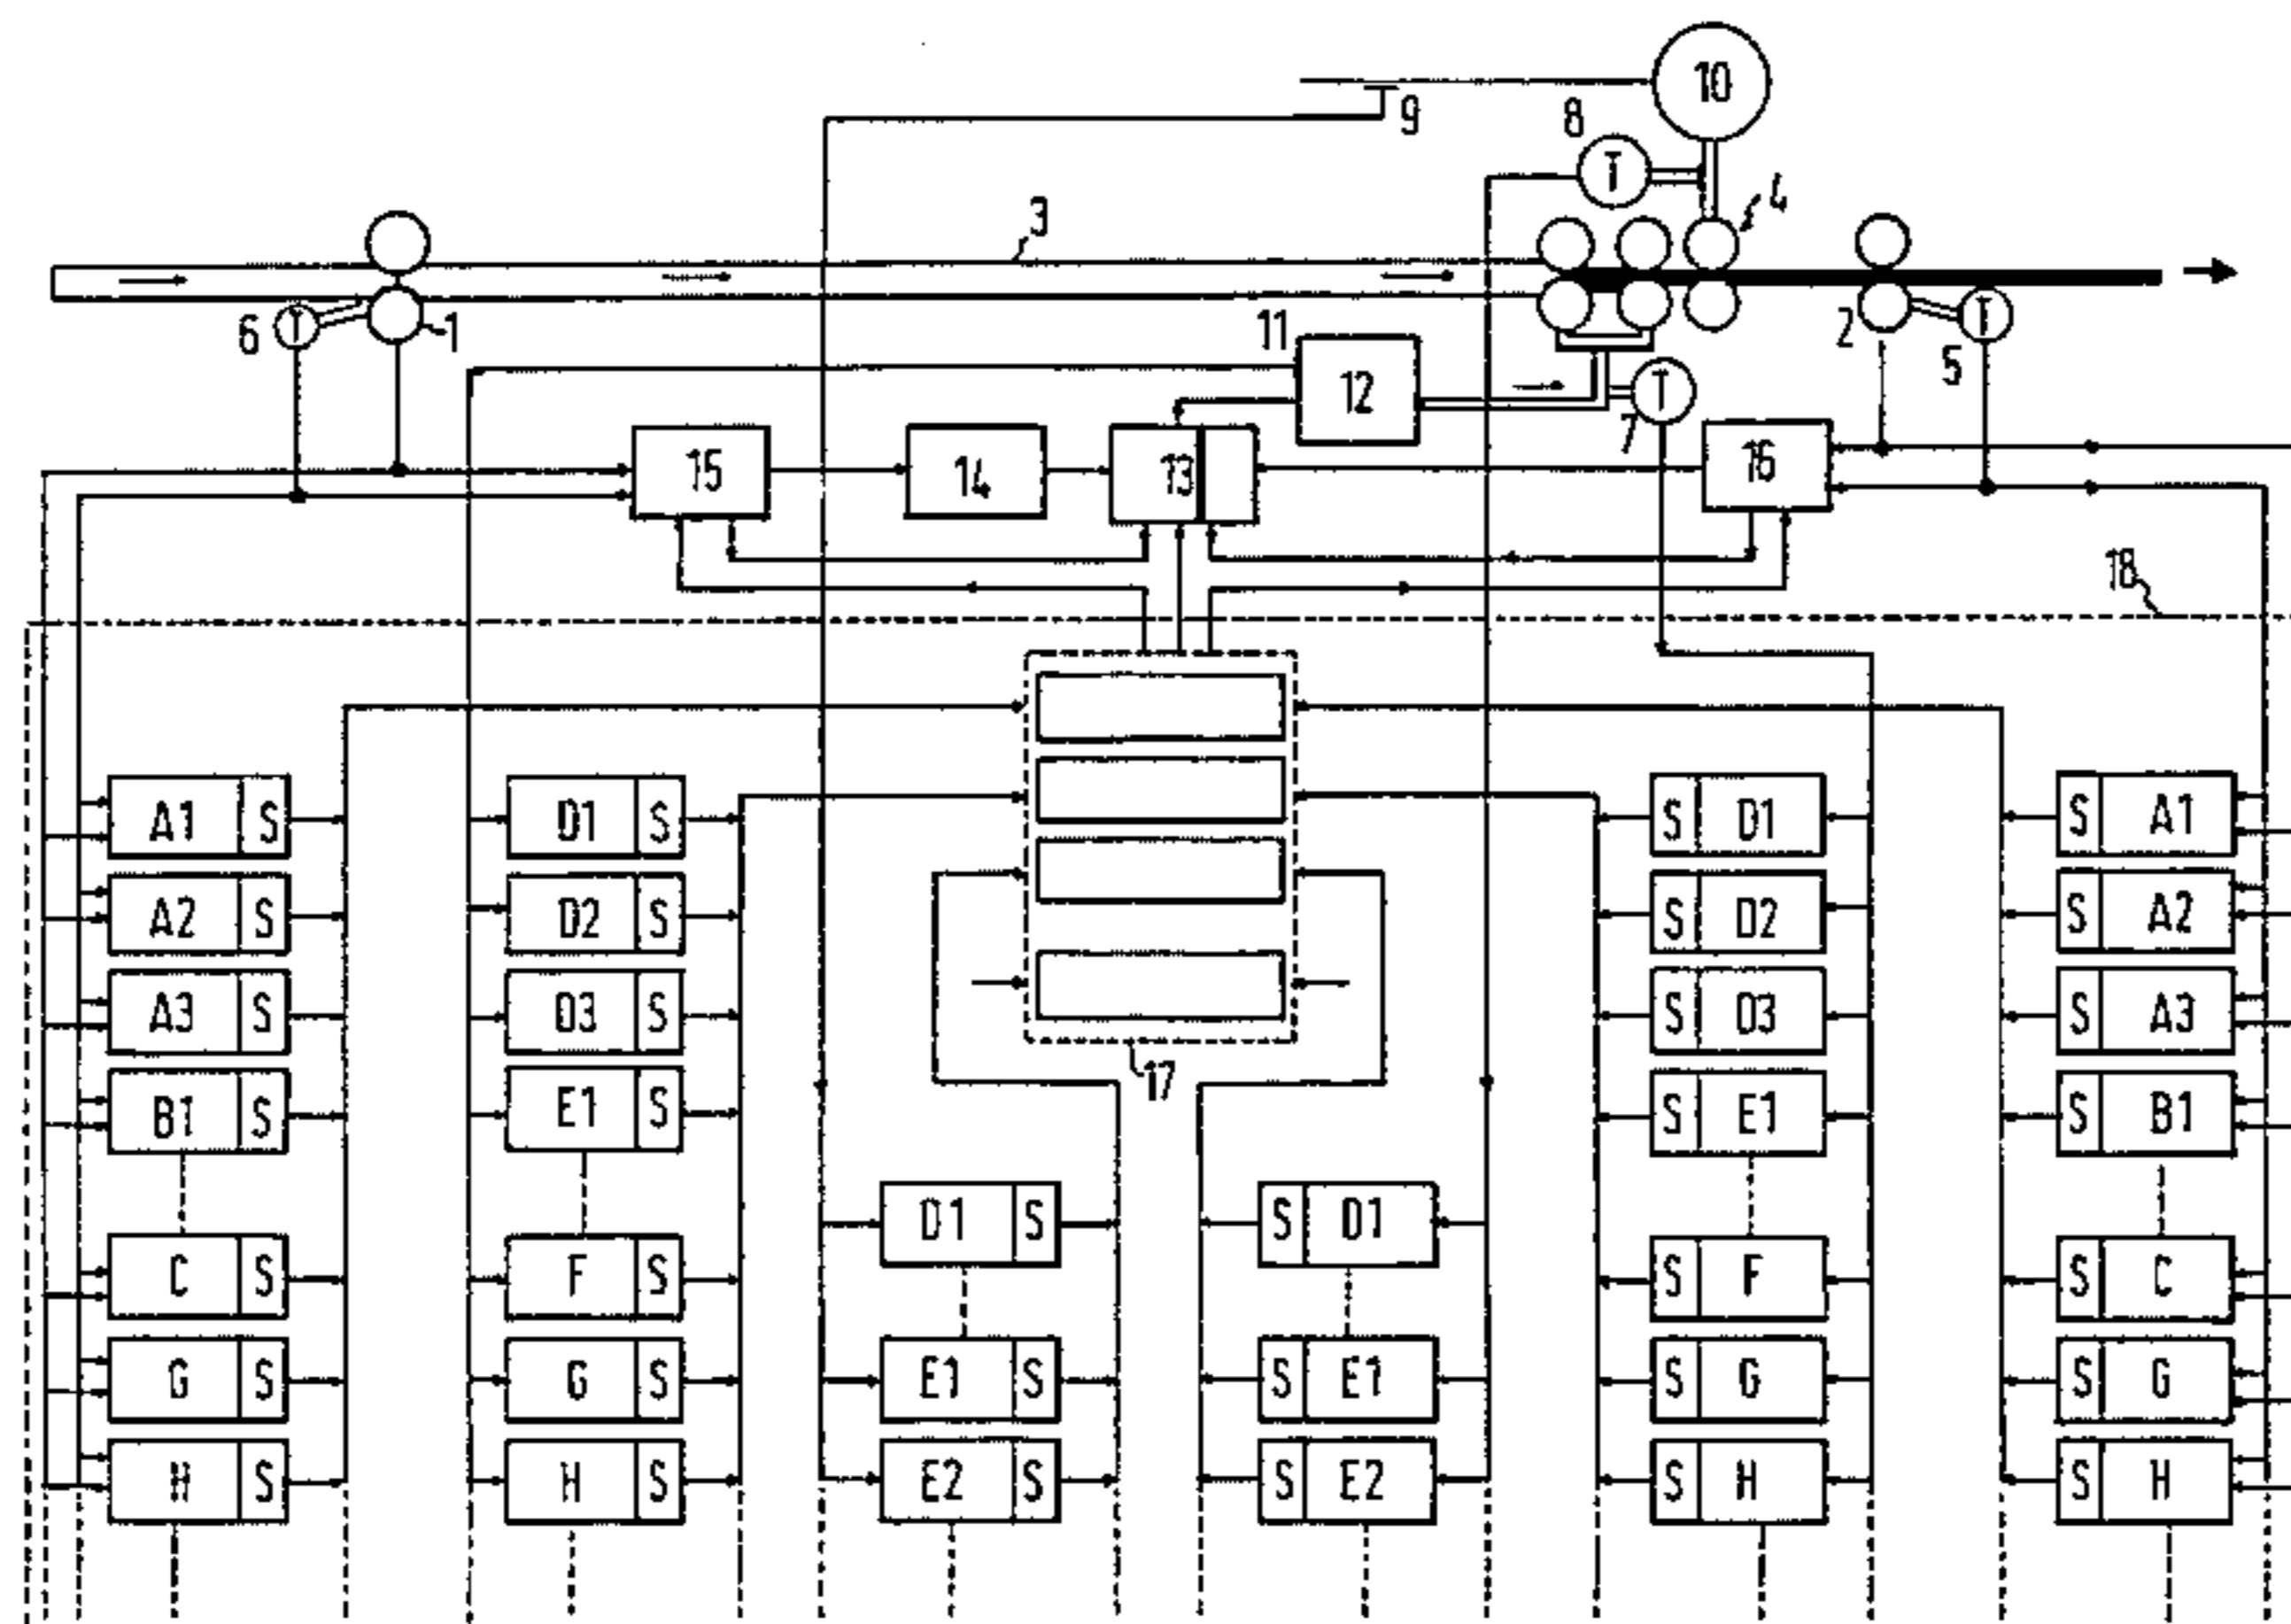 10
8
9
T
4
3
6
T
1
11
12
T
7
2
T
5
15
14
13
16
18
A1 S
D1 S
S D1
S A1
A2 S
D2 S
S D2
S A2
A3 S
D3 S
S D3
S A3
17
B1 S
E1 S
S E1
S B1
D1 S
S D1
C S
F S
S F
S C
G S
G S
E1 S
S E1
S G
S G
H S
H S
E2 S
S E2
S H
S H